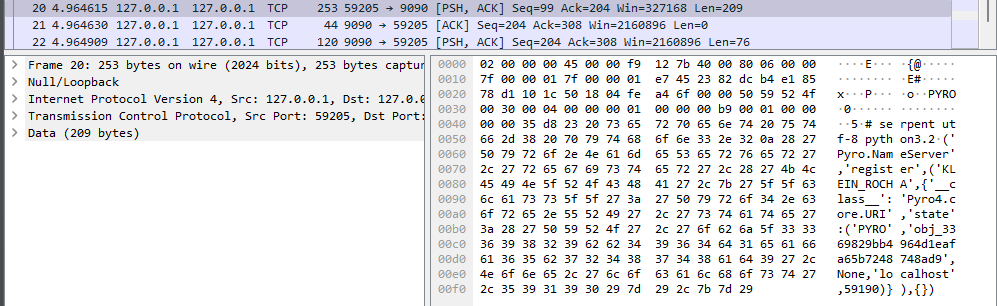 20 4.964615 127.0.0.1 127.0.0.1 TCP 253 59205 → 9090 [PSH, ACK] Seq=99 Ack=204 Win=327168 Len=209
21 4.964630 127.0.0.1 127.0.0.1 TCP 44 9090 → 59205 [ACK] Seq=204 Ack=308 Win=2160896 Len=0
22 4.964909 127.0.0.1 127.0.0.1 TCP 120 9090 → 59205 [PSH, ACK] Seq=204 Ack=308 Win=2160896 Len=76
Frame 20: 253 bytes on wire (2024 bits), 253 bytes captur
Null/Loopback
Internet Protocol Version 4, Src: 127.0.0.1, Dst: 127.0.
Transmission Control Protocol, Src Port: 59205, Dst Port:
Data (209 bytes)
0000 02 00 00 00 45 00 00 f9 12 7b 40 00 80 06 00 00 ····E··· ·{@·····
0010 7f 00 00 01 7f 00 00 01 e7 45 23 82 dc b4 e1 85 ········ ·E#·····
0020 78 d1 10 1c 50 18 04 fe a4 6f 00 00 50 59 52 4f x···P··· ·o··PYRO
0030 00 30 00 04 00 00 00 01 00 00 00 b9 00 01 00 00 ·0······ ········
0040 00 00 35 d8 23 20 73 65 72 70 65 6e 74 20 75 74 ··5·# se rpent ut
0050 66 2d 38 20 70 79 74 68 6f 6e 33 2e 32 0a 28 27 f-8 pyth on3.2·('
0060 50 79 72 6f 2e 4e 61 6d 65 53 65 72 76 65 72 27 Pyro.Nam eServer'
0070 2c 27 72 65 67 69 73 74 65 72 27 2c 28 27 4b 4c ,'regist er',('KL
0080 45 49 4e 5f 52 4f 43 48 41 27 2c 7b 27 5f 5f 63 EIN_ROCH A',{'__c
0090 6c 61 73 73 5f 5f 27 3a 27 50 79 72 6f 34 2e 63 lass__': 'Pyro4.c
00a0 6f 72 65 2e 55 52 49 27 2c 27 73 74 61 74 65 27 ore.URI' ,'state'
00b0 3a 28 27 50 59 52 4f 27 2c 27 6f 62 6a 5f 33 33 :('PYRO' ,'obj_33
00c0 36 39 38 32 39 62 62 34 39 36 34 64 31 65 61 66 69829bb4 964d1eaf
00d0 61 36 35 62 37 32 34 38 37 34 38 61 64 39 27 2c a65b7248 748ad9',
00e0 4e 6f 6e 65 2c 27 6c 6f 63 61 6c 68 6f 73 74 27 None,'lo calhost'
00f0 2c 35 39 31 39 30 29 7d 29 2c 7b 7d 29 ,59190)} ),{})